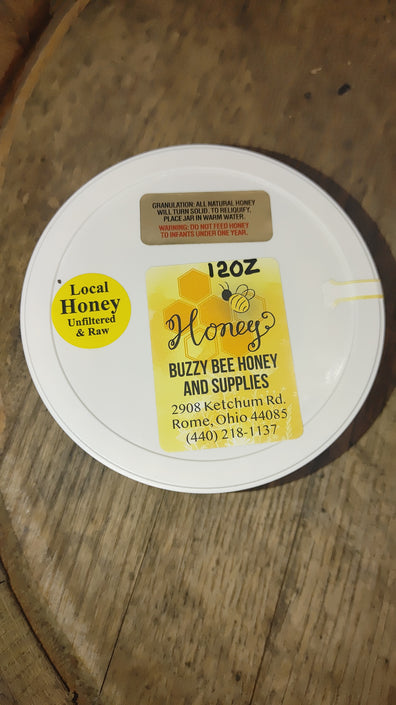 GRANULATION: ALL NATURAL HONEY
WILL TURN SOLID. TO RELIQUIFY,
PLACE JAR IN WARM WATER.
WARNING: DO NOT FEED HONEY
TO INFANTS UNDER ONE YEAR.
Local
Honey
Unfiltered
& Raw
12OZ
Honey
BUZZY BEE HONEY
AND SUPPLIES
2908 Ketchum Rd.
Rome, Ohio 44085
(440) 218-1137